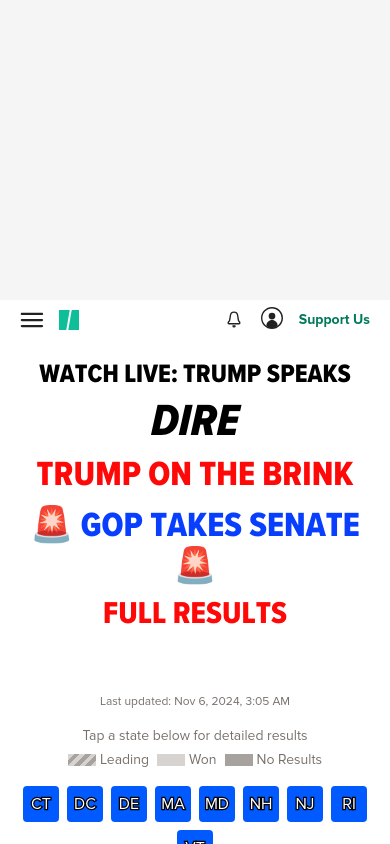 Support Us
WATCH LIVE: TRUMP SPEAKS
DIRE
TRUMP ON THE BRINK
🚨 GOP TAKES SENATE
🚨
FULL RESULTS
Last updated: Nov 6, 2024, 3:05 AM
Tap a state below for detailed results
Leading Won No Results
CT DC DE MA MD NH NJ RI
VT